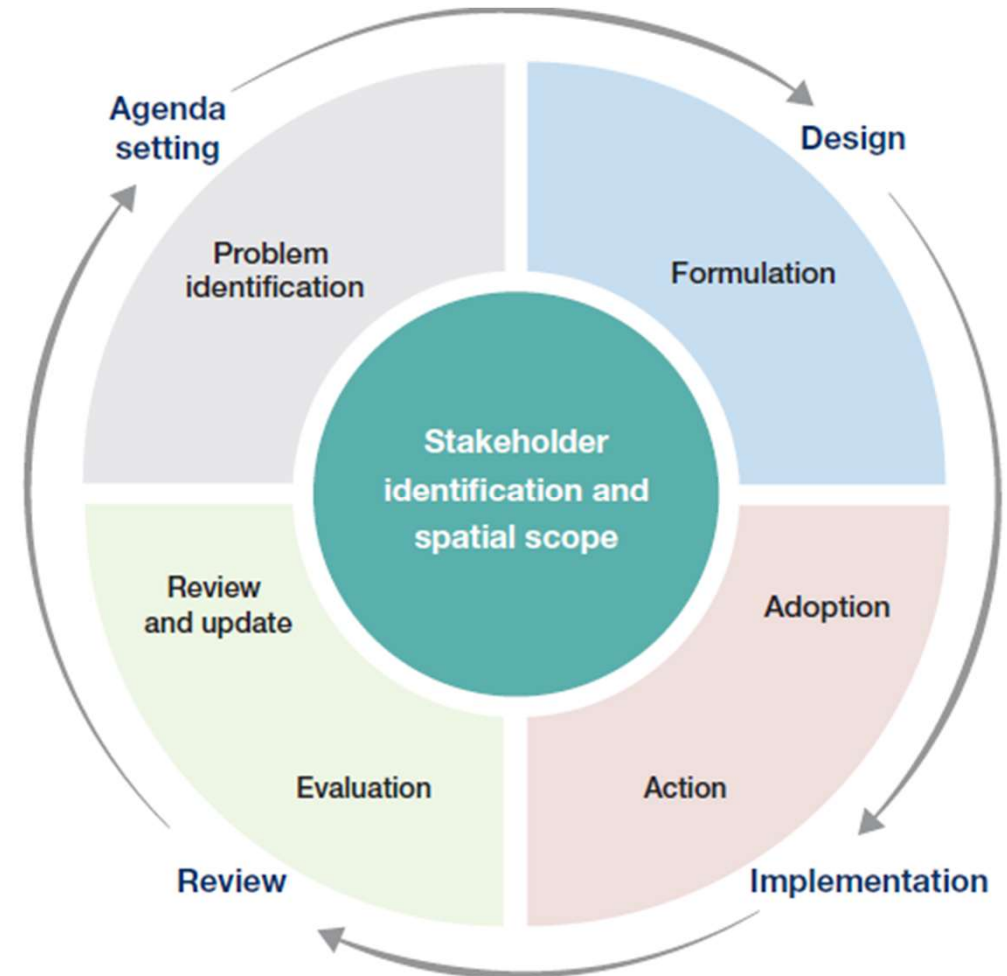 Agenda
setting
Design
Problem
identification
Formulation
Stakeholder
identification and
spatial scope
Review
and update
Adoption
Evaluation
Action
Review
Implementation